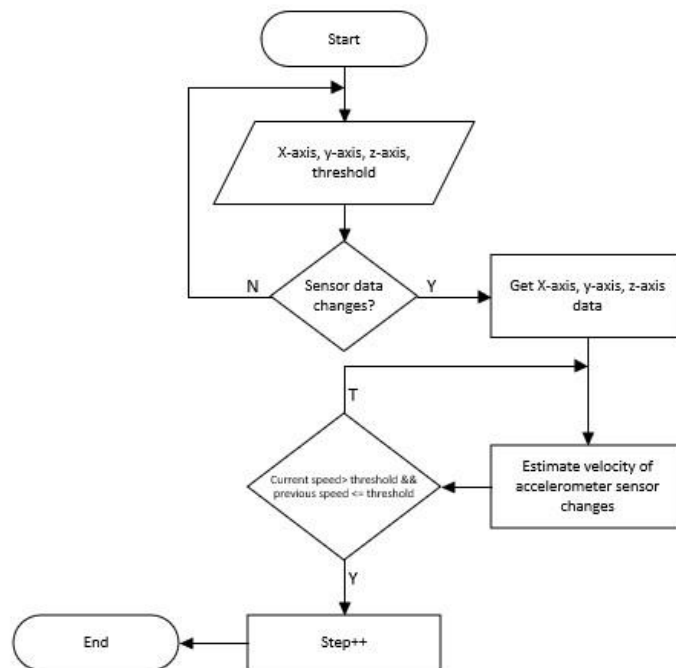 Start
X-axis, y-axis, z-axis,
threshold
Sensor data
changes?
N
Y
Get X-axis, y-axis, z-axis
data
T
Current speed> threshold &&
previous speed <= threshold
Estimate velocity of
accelerometer sensor
changes
Y
End
Step++